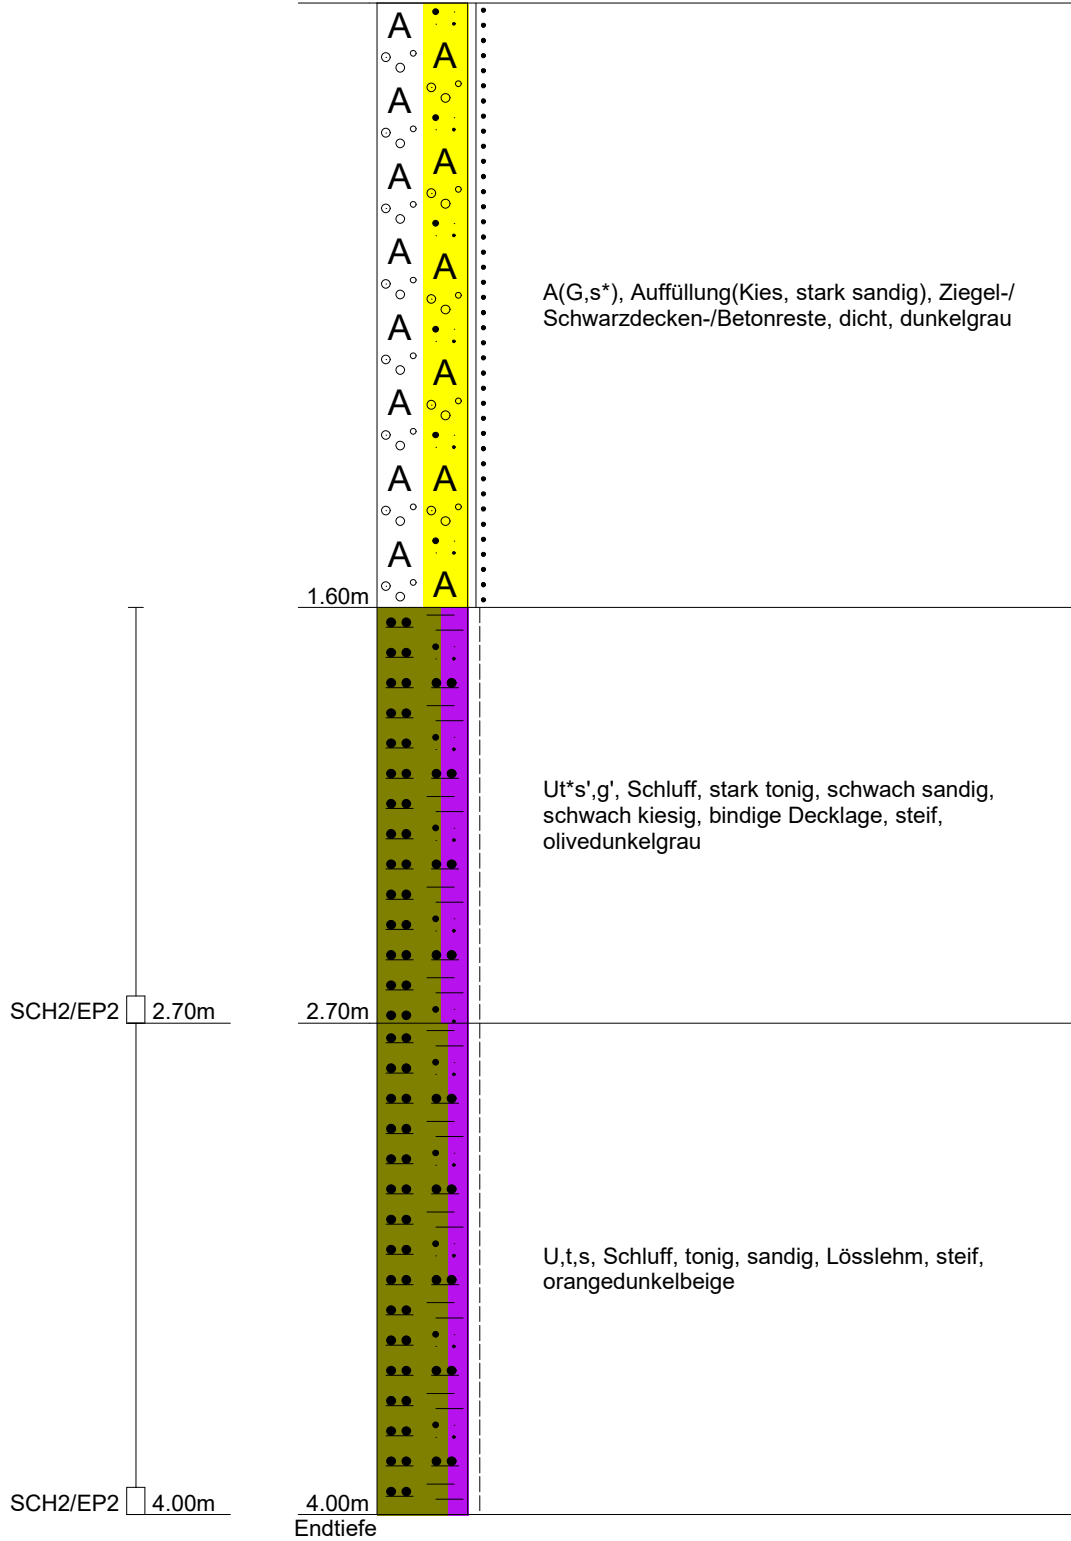 A
A
A
A
A
A
A
A
A
A
A
A
A
A
A(G,s*), Auffüllung(Kies, stark sandig), Ziegel-/
Schwarzdecken-/Betonreste, dicht, dunkelgrau
1.60m
Ut*s',g', Schluff, stark tonig, schwach sandig,
schwach kiesig, bindige Decklage, steif,
olivedunkelgrau
SCH2/EP2 2.70m 2.70m
U,t,s, Schluff, tonig, sandig, Lösslehm, steif,
orangedunkelbeige
SCH2/EP2 4.00m 4.00m
Endtiefe